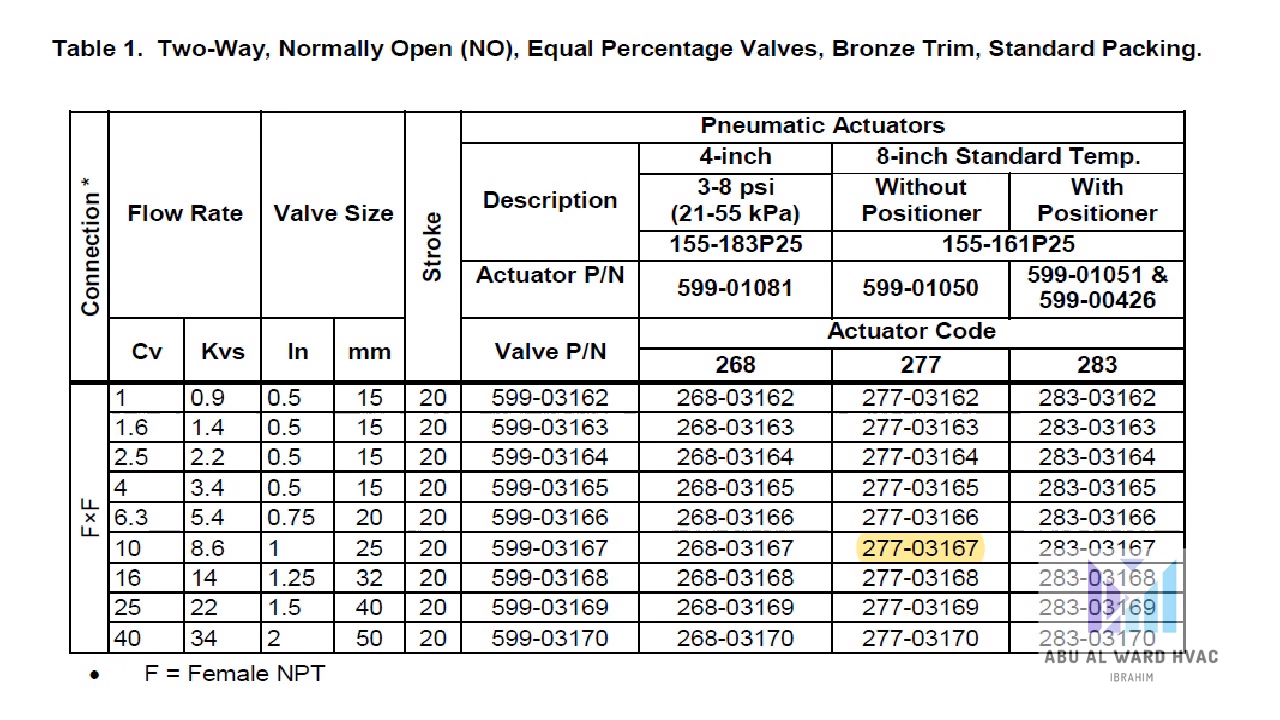 Table 1. Two-Way, Normally Open (NO), Equal Percentage Valves, Bronze Trim, Standard Packing.
Connection *
Flow Rate
Valve Size
Stroke
Pneumatic Actuators
Description
4-inch
8-inch Standard Temp.
3-8 psi
(21-55 kPa)
Without
Positioner
With
Positioner
155-183P25
155-161P25
Actuator P/N
599-01081
599-01050
599-01051 &
599-00426
Cv Kvs In mm
Valve P/N
Actuator Code
268 277 283
F×F
1 0.9 0.5 15 20 599-03162 268-03162 277-03162 283-03162
1.6 1.4 0.5 15 20 599-03163 268-03163 277-03163 283-03163
2.5 2.2 0.5 15 20 599-03164 268-03164 277-03164 283-03164
4 3.4 0.5 15 20 599-03165 268-03165 277-03165 283-03165
6.3 5.4 0.75 20 20 599-03166 268-03166 277-03166 283-03166
10 8.6 1 25 20 599-03167 268-03167 277-03167 283-03167
16 14 1.25 32 20 599-03168 268-03168 277-03168 283-03168
25 22 1.5 40 20 599-03169 268-03169 277-03169 283-03169
40 34 2 50 20 599-03170 268-03170 277-03170 283-03170
• F = Female NPT
ABU AL WARD HVAC
IBRAHIM